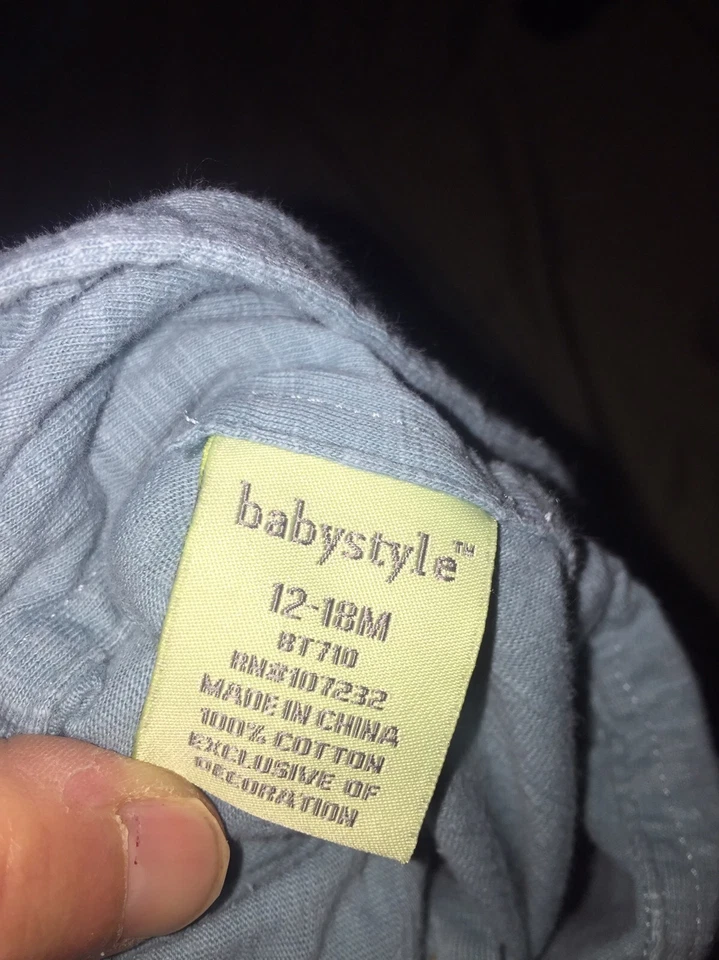 babystyle™
12-18M
BT710
RN#107232
MADE IN CHINA
100% COTTON
EXCLUSIVE OF
DECORATION